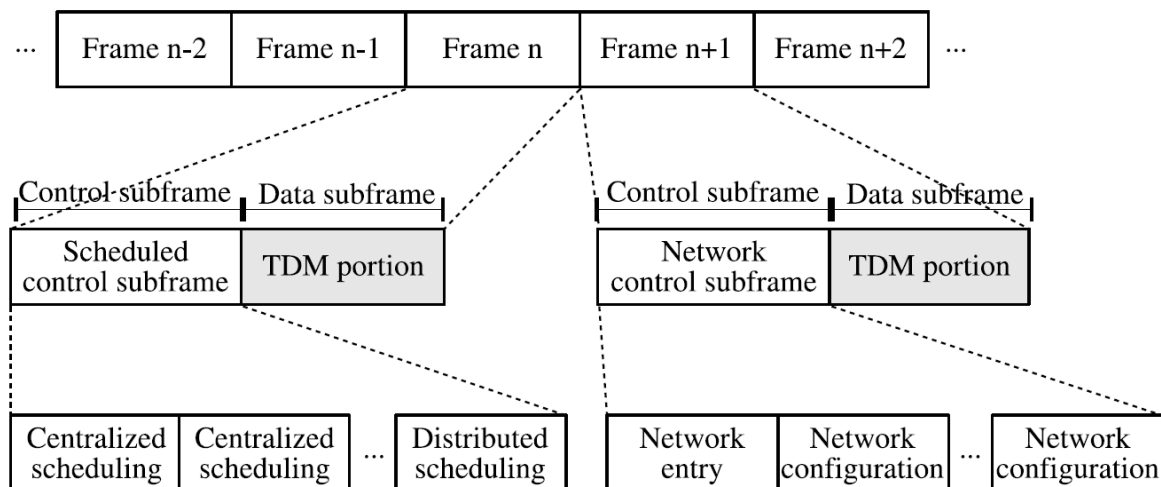 ... Frame n-2 Frame n-1 Frame n Frame n+1 Frame n+2 ...
Control subframe Data subframe Control subframe Data subframe
Scheduled
control subframe
TDM portion
Network
control subframe
TDM portion
Centralized
scheduling
Centralized
scheduling
...
Distributed
scheduling
Network
entry
Network
configuration
...
Network
configuration